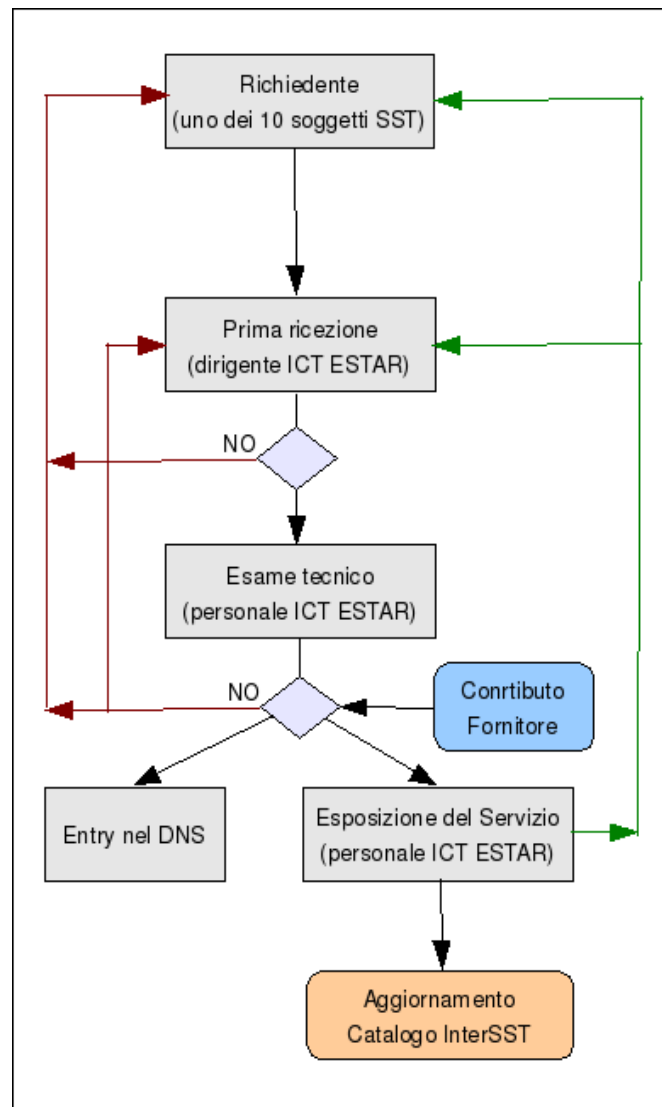 Richiedente
(uno dei 10 soggetti SST)
Prima ricezione
(dirigente ICT ESTAR)
NO
Esame tecnico
(personale ICT ESTAR)
NO
Conrtibuto
Fornitore
Entry nel DNS
Esposizione del Servizio
(personale ICT ESTAR)
Aggiornamento
Catalogo InterSST